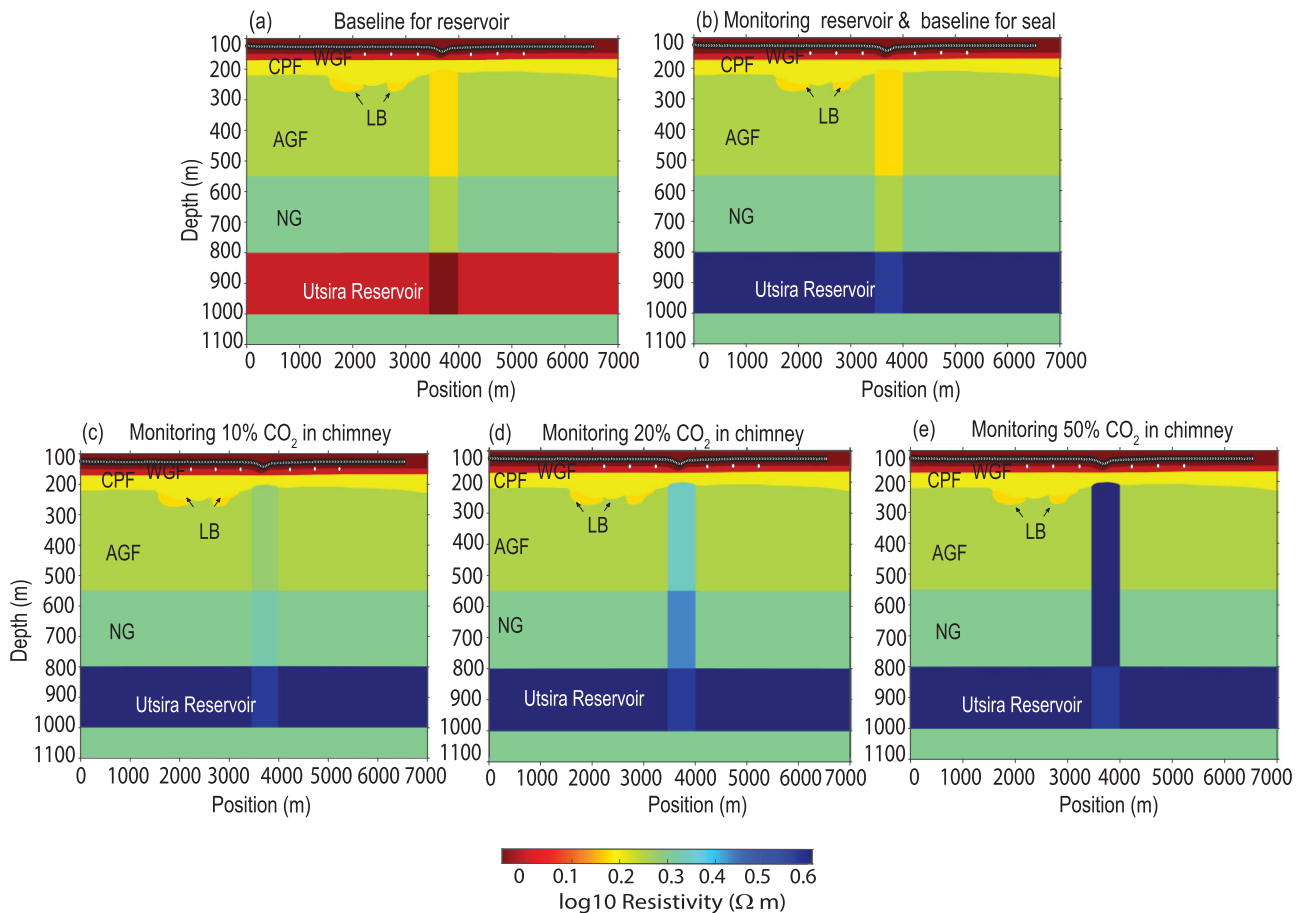 (a) Baseline for reservoir
100
200
300
400
500
600
700
800
900
1000
1100
Depth (m)
WGF
CPF
LB
AGF
NG
Utsira Reservoir
0 1000 2000 3000 4000 5000 6000 7000
Position (m)
(b) Monitoring reservoir & baseline for seal
100
200
300
400
500
600
700
800
900
1000
1100
WGF
CPF
LB
AGF
NG
Utsira Reservoir
0 1000 2000 3000 4000 5000 6000 7000
Position (m)
(c) Monitoring 10% CO2 in chimney
100
200
300
400
500
600
700
800
900
1000
1100
Depth (m)
WGF
CPF
LB
AGF
NG
Utsira Reservoir
0 1000 2000 3000 4000 5000 6000 7000
Position (m)
(d) Monitoring 20% CO2 in chimney
100
200
300
400
500
600
700
800
900
1000
1100
WGF
CPF
LB
AGF
NG
Utsira Reservoir
0 1000 2000 3000 4000 5000 6000 7000
Position (m)
(e) Monitoring 50% CO2 in chimney
100
200
300
400
500
600
700
800
900
1000
1100
WGF
CPF
LB
AGF
NG
Utsira Reservoir
0 1000 2000 3000 4000 5000 6000 7000
Position (m)
0 0.1 0.2 0.3 0.4 0.5 0.6
log10 Resistivity (Ω m)